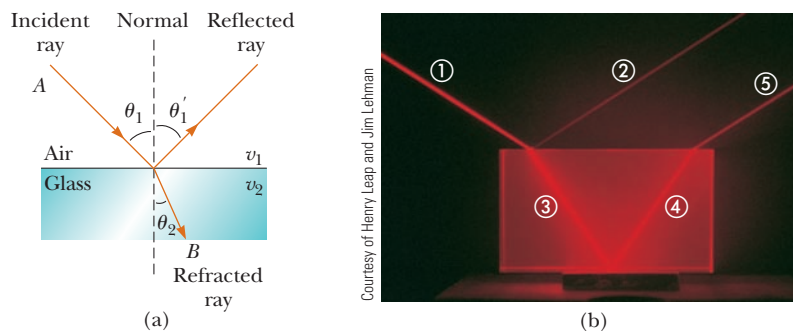 Incident
ray
Normal
Reflected
ray
A
θ₁
θ₁′
Air
v₁
Glass
v₂
θ₂
B
Refracted
ray
(a)
Courtesy of Henry Leap and Jim Lehman
①
②
⑤
③
④
(b)